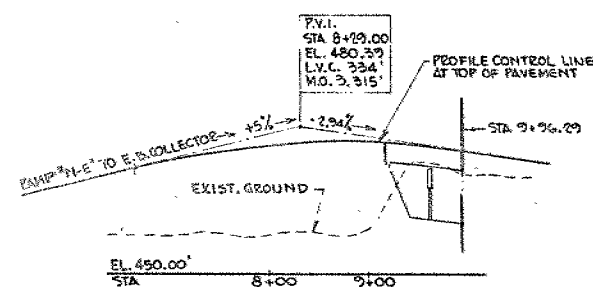 P.V.I.
STA 8+29.00
EL. 480.39
L.V.C. 334'
M.O. 3.315'
PROFILE CONTROL LINE
AT TOP OF PAVEMENT
+5%
-2.94%
STA 9+96.29
RAMP "N-E" TO E.B. COLLECTOR
EXIST. GROUND
EL. 450.00'
STA 8+00 9+00